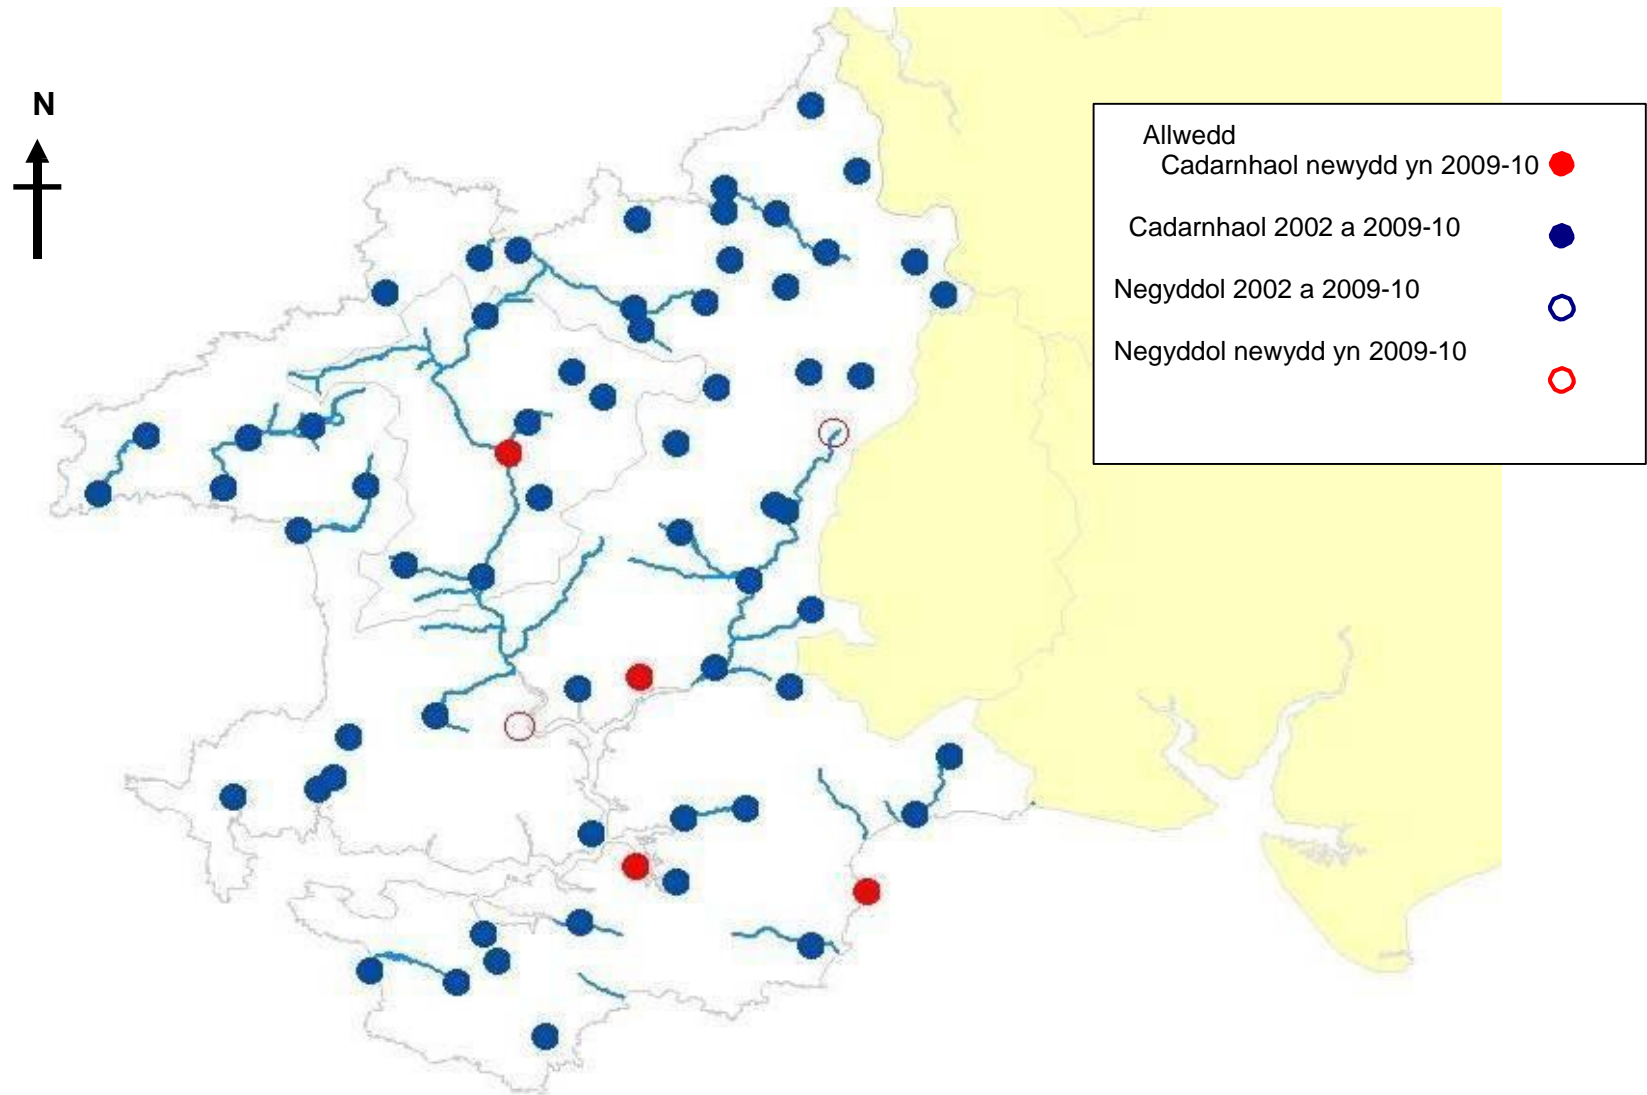 N
Allwedd
Cadarnhaol newydd yn 2009-10
Cadarnhaol 2002 a 2009-10
Negyddol 2002 a 2009-10
Negyddol newydd yn 2009-10